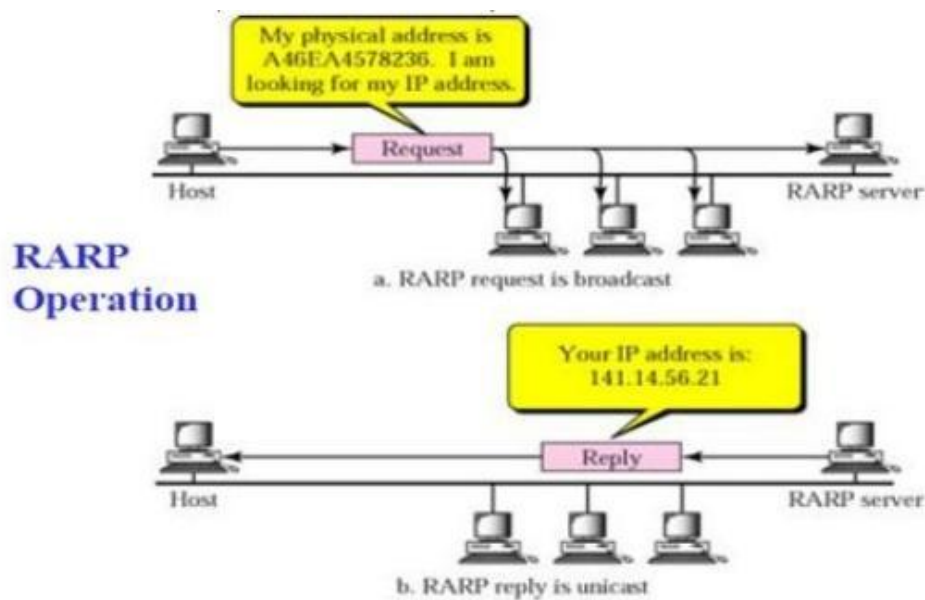 My physical address is
A46EA4578236. I am
looking for my IP address.
Request
Host
RARP server
RARP
Operation
a. RARP request is broadcast
Your IP address is:
141.14.56.21
Reply
Host
RARP server
b. RARP reply is unicast